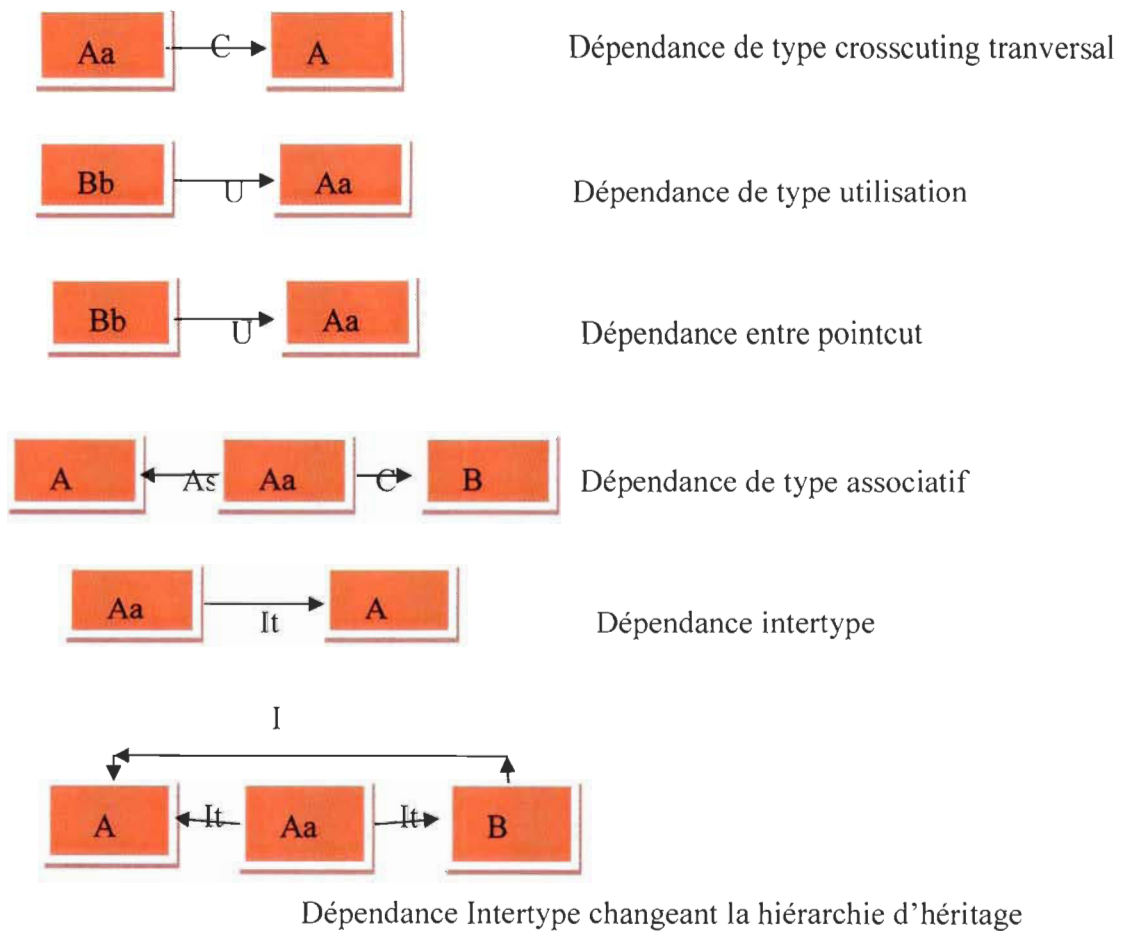 Aa C A Dépendance de type crosscuting tranversal
Bb U Aa Dépendance de type utilisation
Bb U Aa Dépendance entre pointcut
A As Aa C B Dépendance de type associatif
Aa It A Dépendance intertype
I
A It Aa It B
Dépendance Intertype changeant la hiérarchie d'héritage